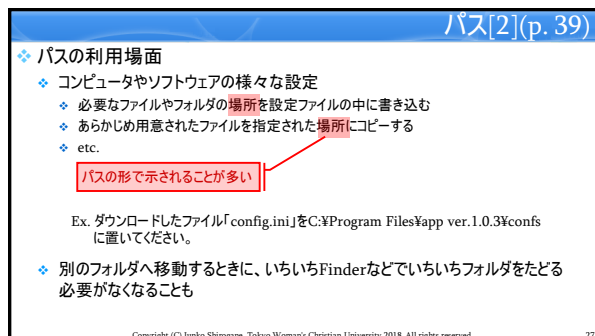 パス[2](p. 39)
パスの利用場面
コンピュータやソフトウェアの様々な設定
必要なファイルやフォルダの場所を設定ファイルの中に書き込む
あらかじめ用意されたファイルを指定された場所にコピーする
etc.
パスの形で示されることが多い
Ex. ダウンロードしたファイル「config.ini」をC:¥Program Files¥app ver.1.0.3¥confs
に置いてください。
別のフォルダへ移動するときに、いちいちFinderなどでいちいちフォルダをたどる
必要がなくなることも
Copyright (C) Junko Shirogane, Tokyo Woman's Christian University 2018. All rights reserved.
27